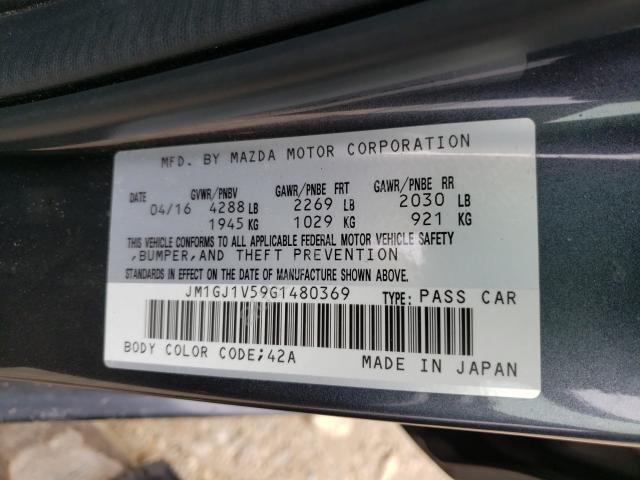 MFD. BY MAZDA MOTOR CORPORATION
GVWR/PNBV GAWR/PNBE FRT GAWR/PNBE RR
04/16 4288 LB 2269 LB 2030 LB
1945 KG 1029 KG 921 KG
THIS VEHICLE CONFORMS TO ALL APPLICABLE FEDERAL MOTOR VEHICLE SAFETY
,BUMPER,AND THEFT PREVENTION
STANDARDS IN EFFECT ON THE DATE OF MANUFACTURE SHOWN ABOVE.
JM1GJ1V59G1480369 TYPE: PASS CAR
BODY COLOR CODE;42A MADE IN JAPAN